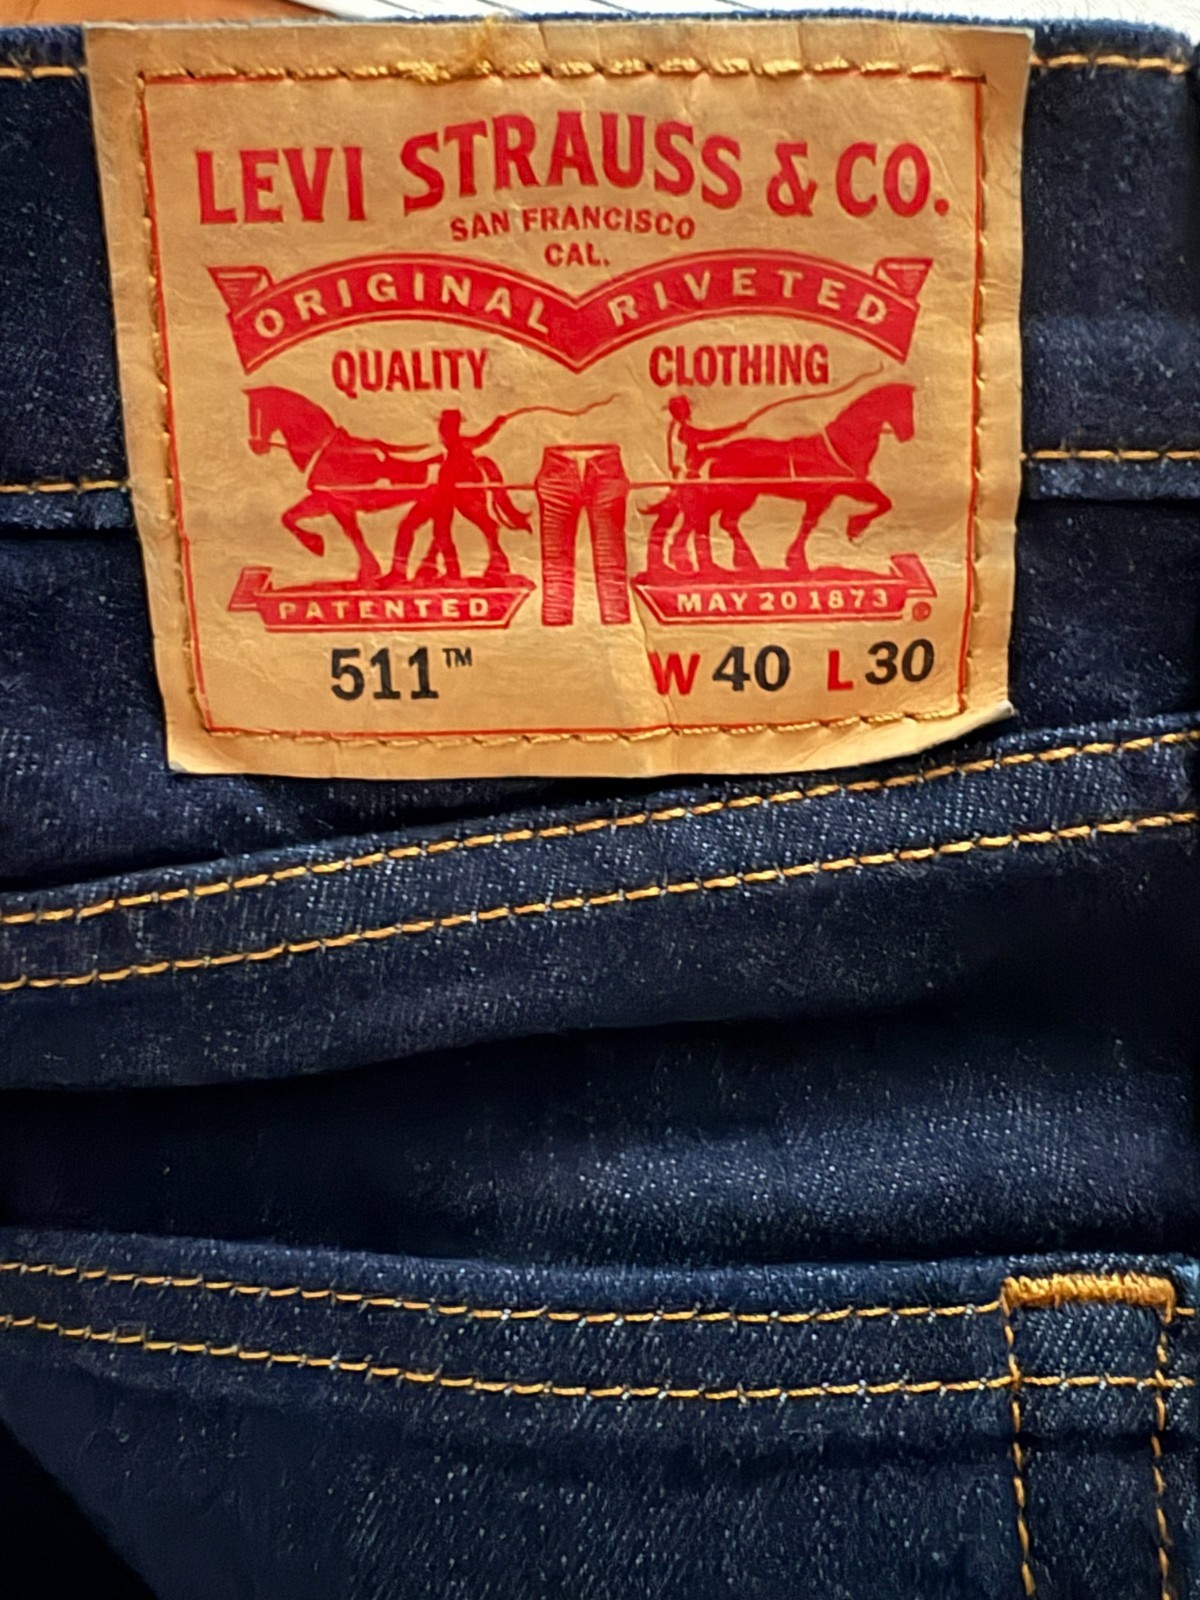 LEVI STRAUSS & CO.
SAN FRANCISCO
CAL.
ORIGINAL RIVETED
QUALITY CLOTHING
PATENTED MAY 20 1873 ®
511™ W 40 L 30